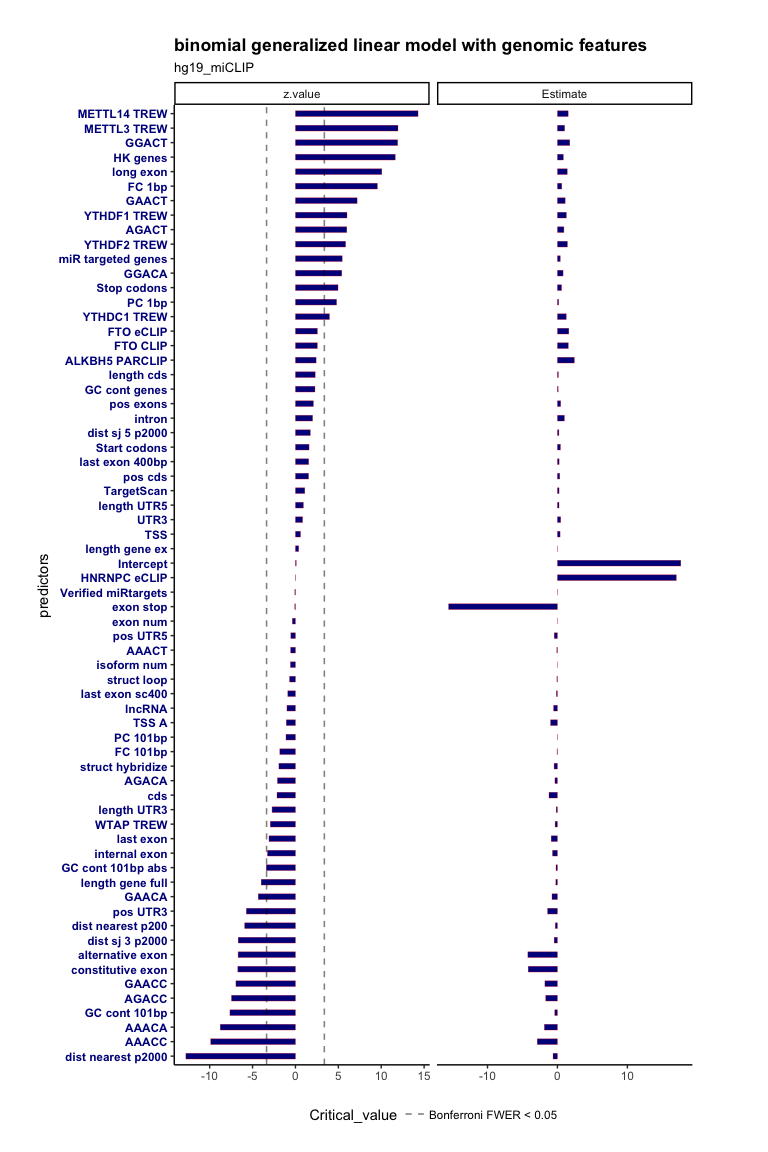 binomial generalized linear model with genomic features
hg19_miCLIP
z.value
Estimate
METTL14 TREW
METTL3 TREW
GGACT
HK genes
long exon
FC 1bp
GAACT
YTHDF1 TREW
AGACT
YTHDF2 TREW
miR targeted genes
GGACA
Stop codons
PC 1bp
YTHDC1 TREW
FTO eCLIP
FTO CLIP
ALKBH5 PARCLIP
length cds
GC cont genes
pos exons
intron
dist sj 5 p2000
Start codons
last exon 400bp
pos cds
TargetScan
length UTR5
UTR3
TSS
length gene ex
Intercept
HNRNPC eCLIP
Verified miRtargets
exon stop
exon num
pos UTR5
AAACT
isoform num
struct loop
last exon sc400
lncRNA
TSS A
PC 101bp
FC 101bp
struct hybridize
AGACA
cds
length UTR3
WTAP TREW
last exon
internal exon
GC cont 101bp abs
length gene full
GAACA
pos UTR3
dist nearest p200
dist sj 3 p2000
alternative exon
constitutive exon
GAACC
AGACC
GC cont 101bp
AAACA
AAACC
dist nearest p2000
predictors
-10 -5 0 5 10 15
-10 0 10
Critical_value
Bonferroni FWER < 0.05